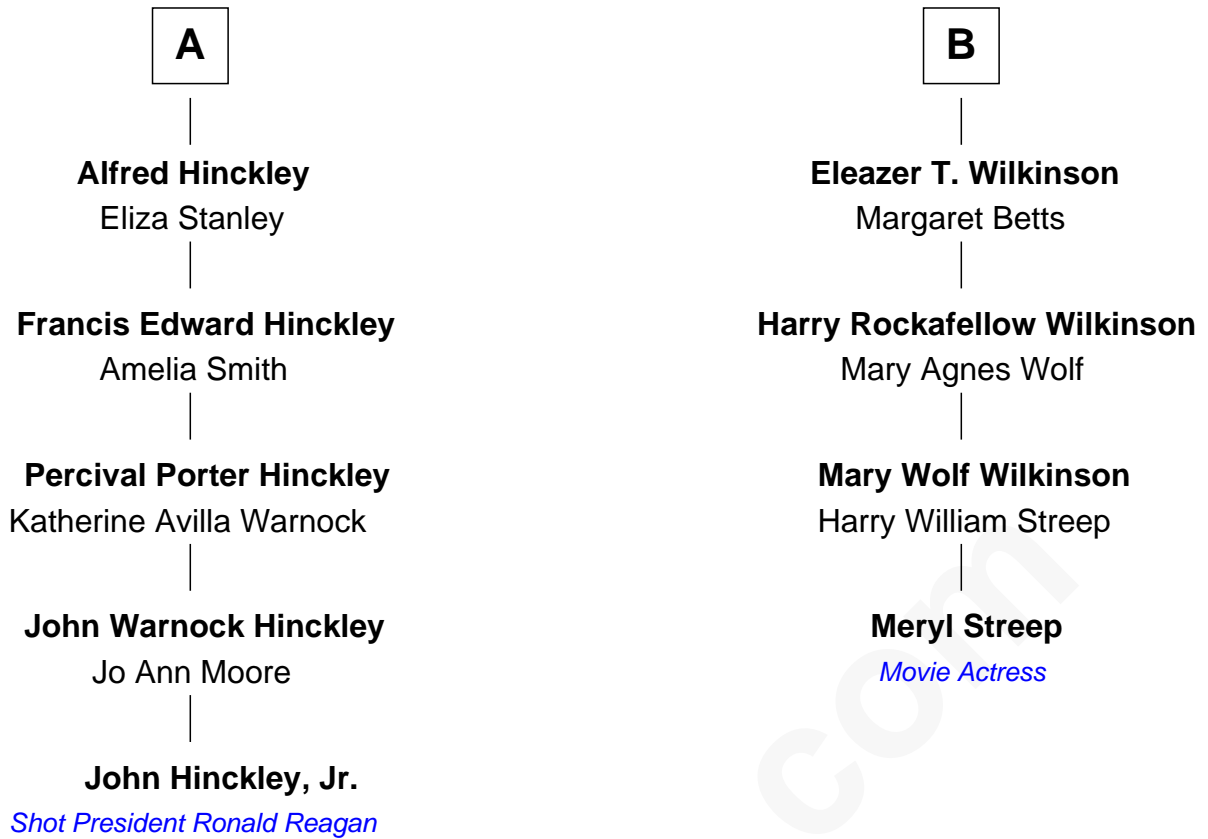 A
Alfred Hinckley
Eliza Stanley
Francis Edward Hinckley
Amelia Smith
Percival Porter Hinckley
Katherine Avilla Warnock
John Warnock Hinckley
Jo Ann Moore
John Hinckley, Jr.
Shot President Ronald Reagan
B
Eleazer T. Wilkinson
Margaret Betts
Harry Rockafellow Wilkinson
Mary Agnes Wolf
Mary Wolf Wilkinson
Harry William Streep
Meryl Streep
Movie Actress
com